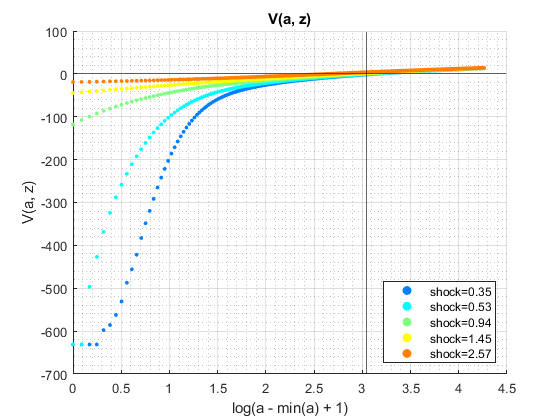 V(a, z)
100
0
-100
-200
-300
-400
-500
-600
-700
V(a, z)
0
0.5
1
1.5
2
2.5
3
3.5
4
4.5
log(a - min(a) + 1)
shock=0.35
shock=0.53
shock=0.94
shock=1.45
shock=2.57